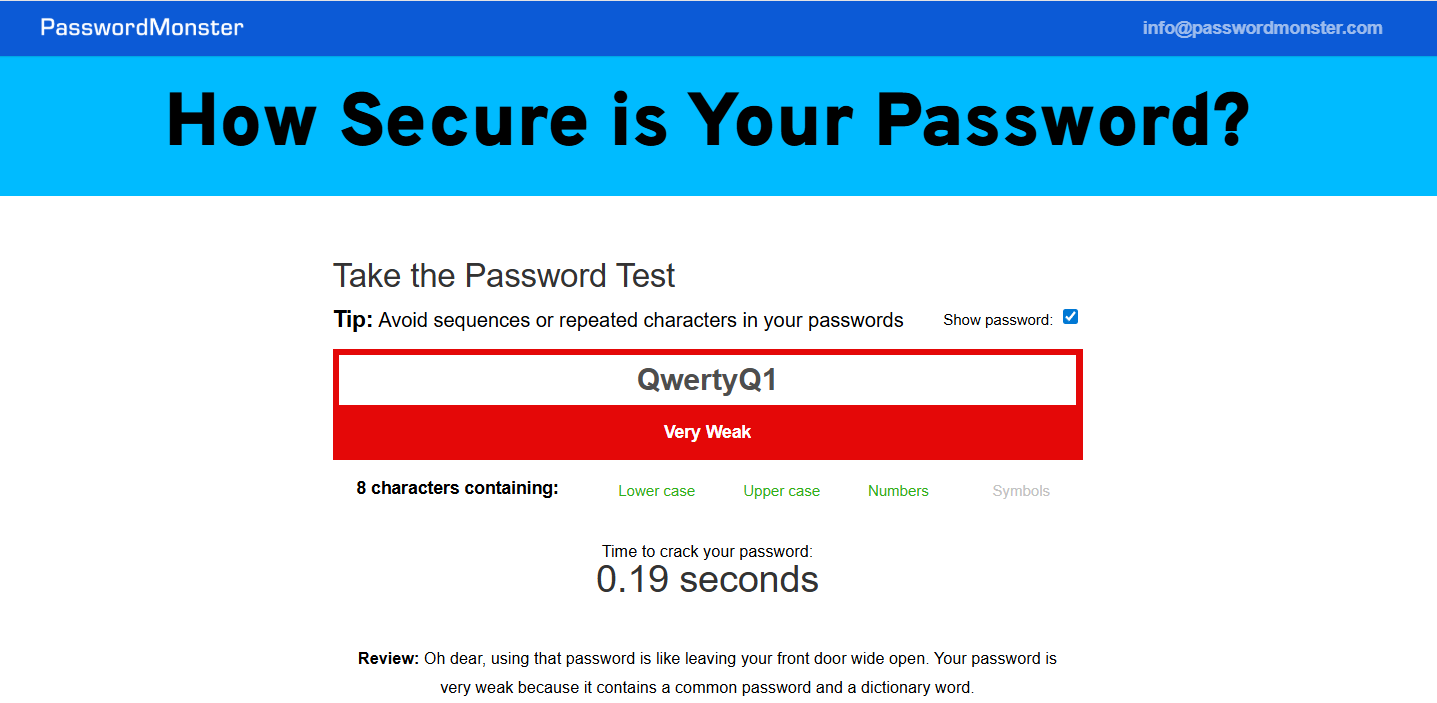 PasswordMonster
info@passwordmonster.com
How Secure is Your Password?
Take the Password Test
Tip: Avoid sequences or repeated characters in your passwords
Show password:
QwertyQ1
Very Weak
8 characters containing: Lower case Upper case Numbers Symbols
Time to crack your password:
0.19 seconds
Review: Oh dear, using that password is like leaving your front door wide open. Your password is
very weak because it contains a common password and a dictionary word.